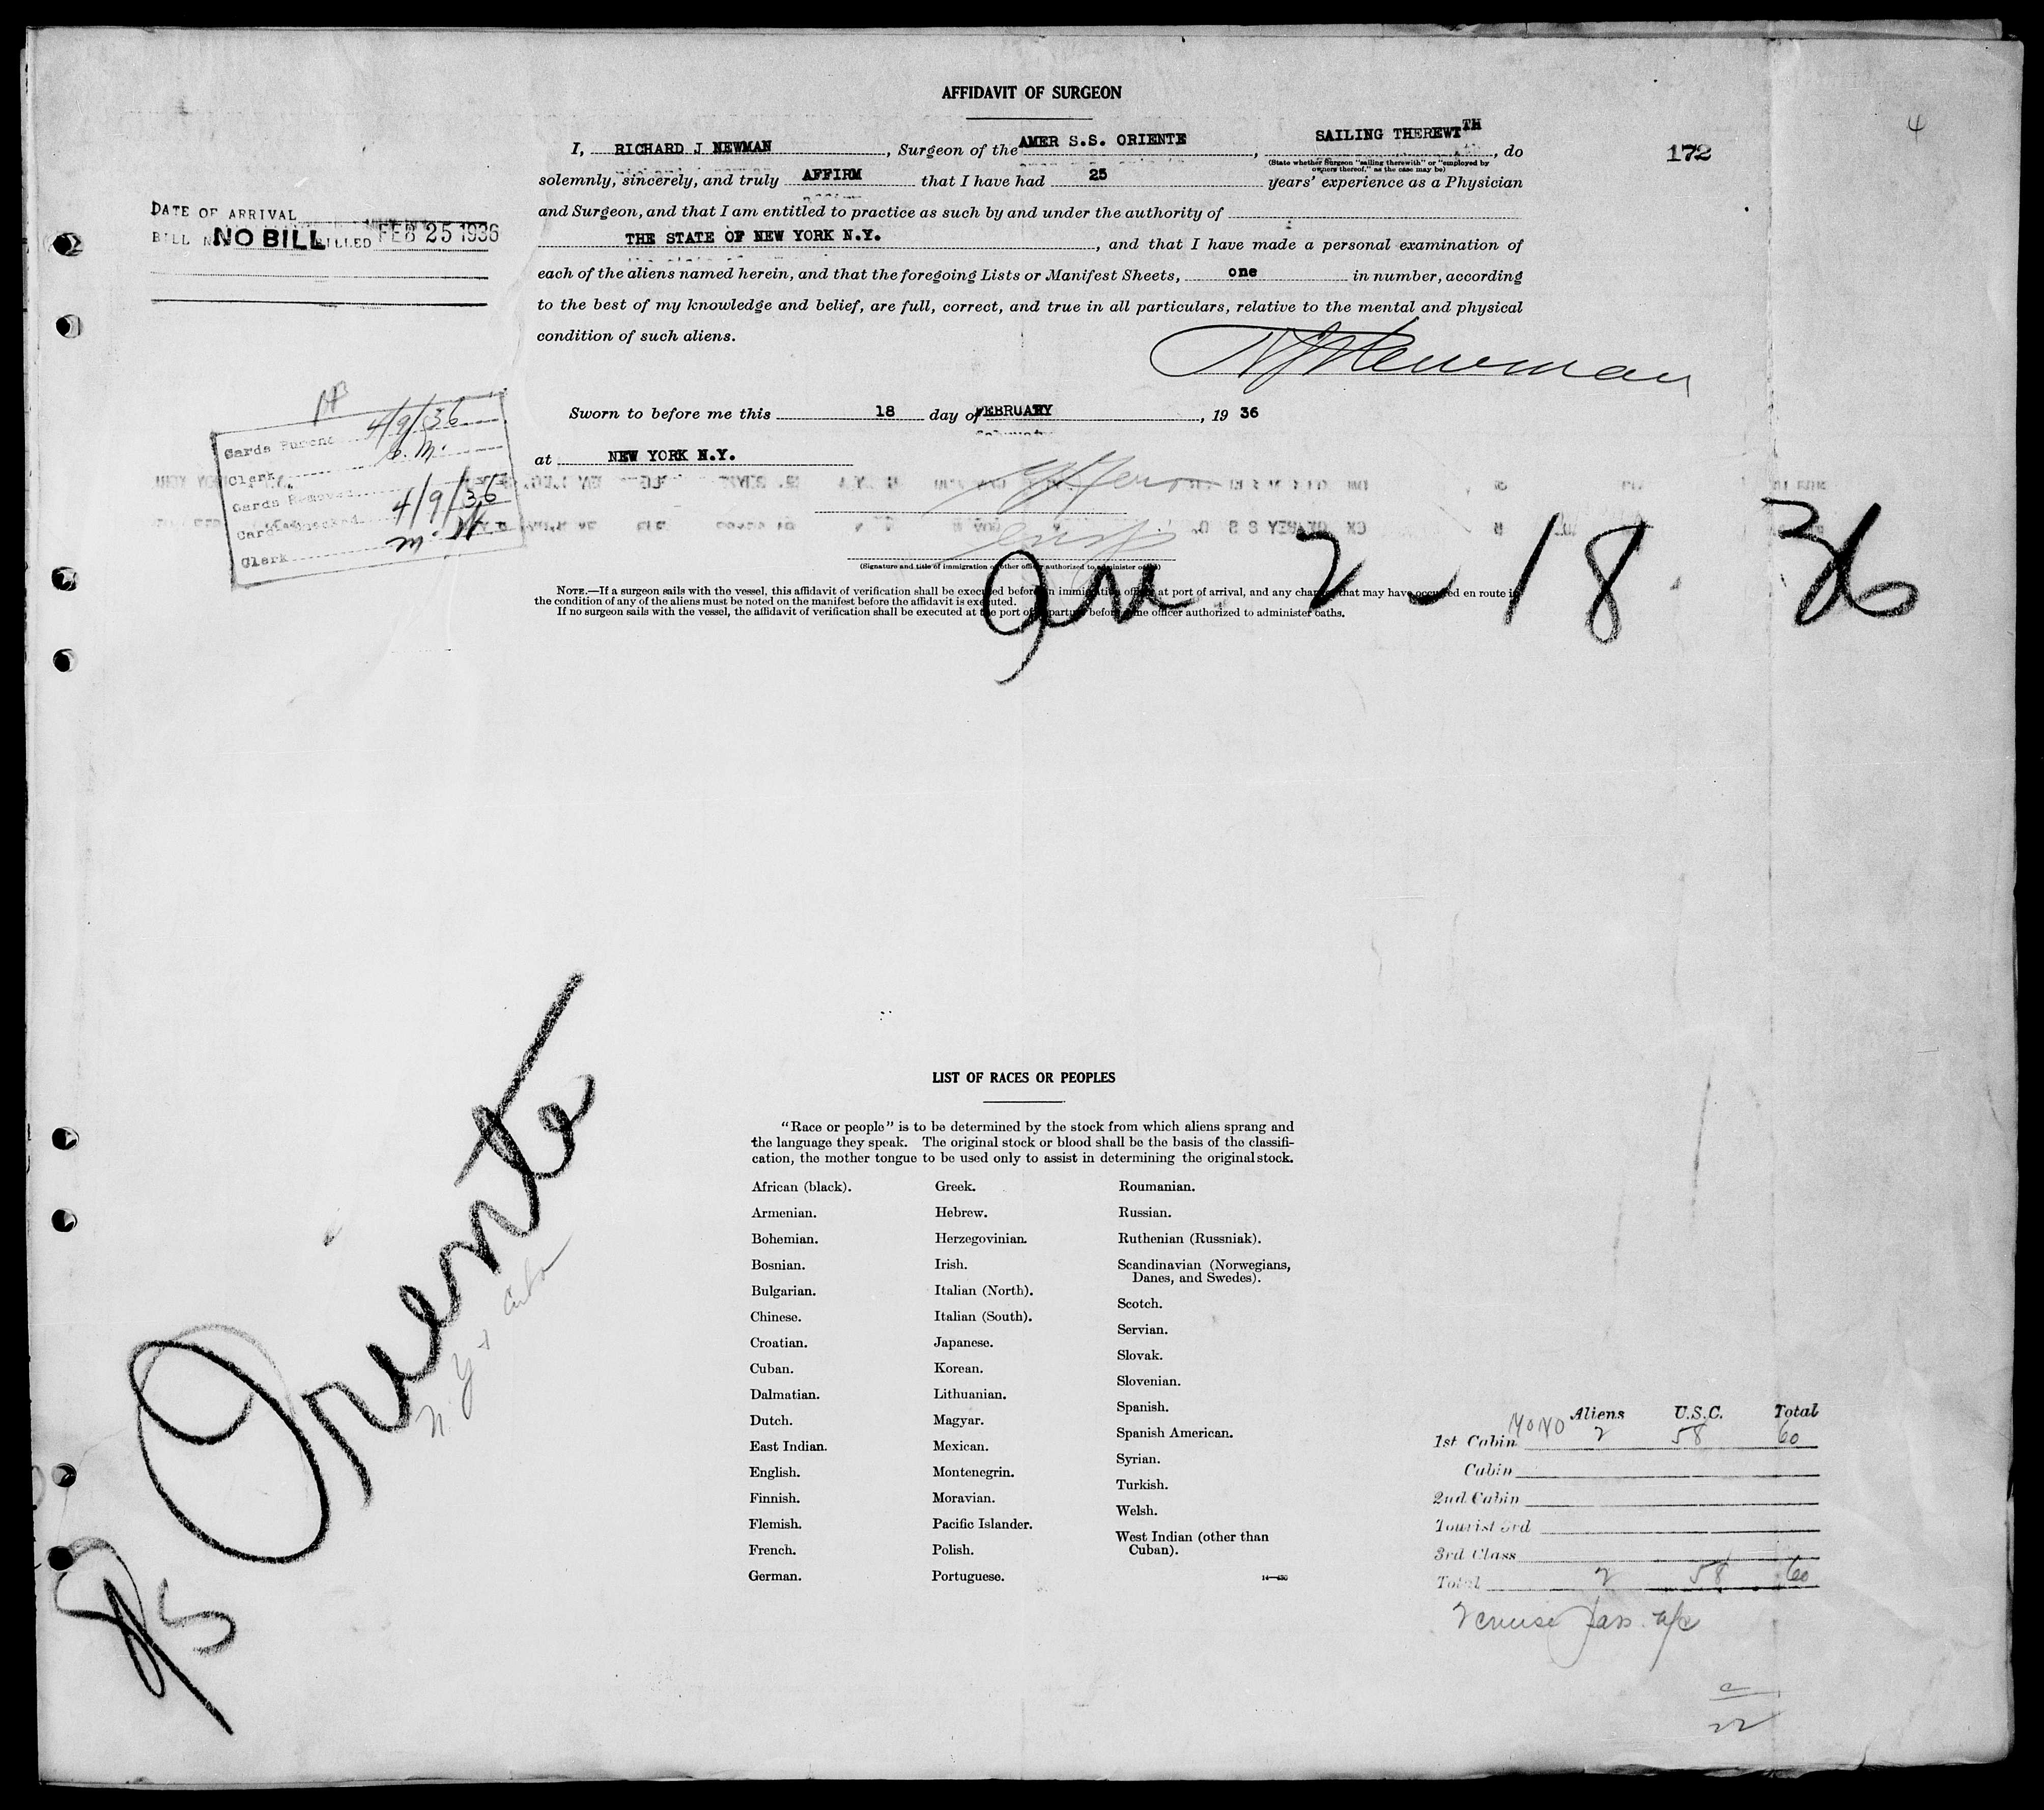 AFFIDAVIT OF SURGEON
4
172
I, RICHARD J NEWMAN, Surgeon of the AMER S.S. ORIENTE, SAILING THEREWITH, do
(State whether Surgeon "sailing therewith" or "employed by
owners thereof," as the case may be)
solemnly, sincerely, and truly AFFIRM that I have had 25 years' experience as a Physician
and Surgeon, and that I am entitled to practice as such by and under the authority of
THE STATE OF NEW YORK N.Y., and that I have made a personal examination of
each of the aliens named herein, and that the foregoing Lists or Manifest Sheets, one in number, according
to the best of my knowledge and belief, are full, correct, and true in all particulars, relative to the mental and physical
condition of such aliens.
R J Newman
Sworn to before me this 18 day of FEBRUARY, 19 36
at NEW YORK N.Y.
(Signature and title of immigration or other officer authorized to administer oaths)
NOTE.—If a surgeon sails with the vessel, this affidavit of verification shall be executed before an immigration officer at port of arrival, and any change that may have occurred en route in
the condition of any of the aliens must be noted on the manifest before the affidavit is executed.
If no surgeon sails with the vessel, the affidavit of verification shall be executed at the port of departure before some officer authorized to administer oaths.
DATE OF ARRIVAL
BILL NO BILL BILLED FEB 25 1936
Cards Punched 4/9/36
Clerk
Cards Removed
Cards Checked 4/9/36
Clerk
Arr 2-18 36
Oriente
N.Y.
LIST OF RACES OR PEOPLES
"Race or people" is to be determined by the stock from which aliens sprang and
the language they speak. The original stock or blood shall be the basis of the classifi-
cation, the mother tongue to be used only to assist in determining the original stock.
African (black).
Armenian.
Bohemian.
Bosnian.
Bulgarian.
Chinese.
Croatian.
Cuban.
Dalmatian.
Dutch.
East Indian.
English.
Finnish.
Flemish.
French.
German.
Greek.
Hebrew.
Herzegovinian.
Irish.
Italian (North).
Italian (South).
Japanese.
Korean.
Lithuanian.
Magyar.
Mexican.
Montenegrin.
Moravian.
Pacific Islander.
Polish.
Portuguese.
Roumanian.
Russian.
Ruthenian (Russniak).
Scandinavian (Norwegians,
Danes, and Swedes).
Scotch.
Servian.
Slovak.
Slovenian.
Spanish.
Spanish American.
Syrian.
Turkish.
Welsh.
West Indian (other than
Cuban).
Aliens U.S.C. Total
1st Cabin 2 58 60
Cabin
2nd Cabin
Tourist 3rd
3rd Class
Total 2 58 60
2 cruise pass. a/c